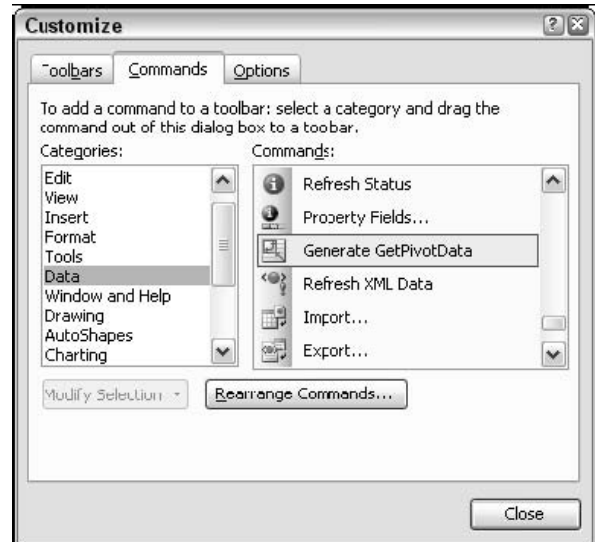 Customize
Toolbars Commands Options
To add a command to a toolbar: select a category and drag the
command out of this dialog box to a toobar.
Categories:
Edit
View
Insert
Format
Tools
Data
Window and Help
Drawing
AutoShapes
Charting
Commands:
Refresh Status
Property Fields...
Generate GetPivotData
Refresh XML Data
Import...
Export...
Modify Selection
Rearrange Commands...
Close